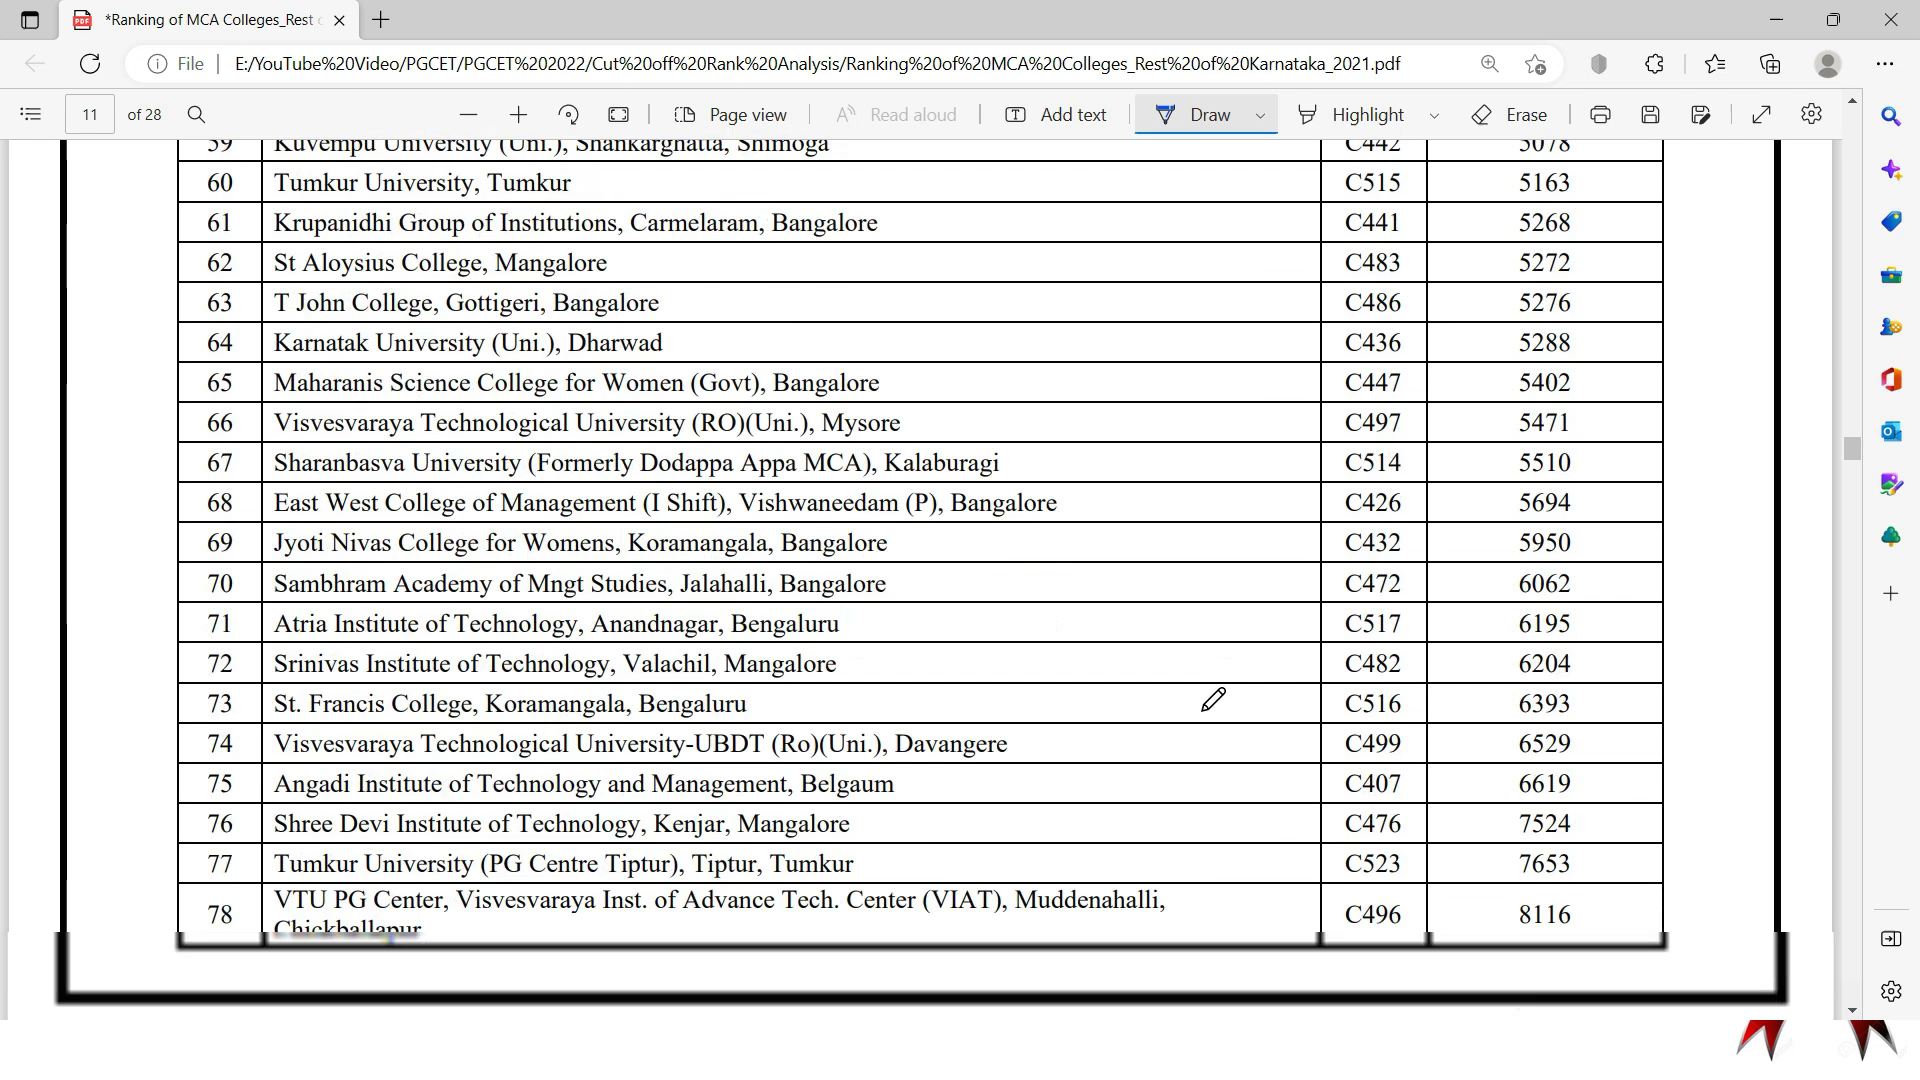 *Ranking of MCA Colleges_Rest
File E:/YouTube%20Video/PGCET/PGCET%202022/Cut%20off%20Rank%20Analysis/Ranking%20of%20MCA%20Colleges_Rest%20of%20Karnataka_2021.pdf
11 of 28 Page view Read aloud Add text Draw Highlight Erase
59 Kuvempu University (Uni.), Shankarghatta, Shimoga C442 5078
60 Tumkur University, Tumkur C515 5163
61 Krupanidhi Group of Institutions, Carmelaram, Bangalore C441 5268
62 St Aloysius College, Mangalore C483 5272
63 T John College, Gottigeri, Bangalore C486 5276
64 Karnatak University (Uni.), Dharwad C436 5288
65 Maharanis Science College for Women (Govt), Bangalore C447 5402
66 Visvesvaraya Technological University (RO)(Uni.), Mysore C497 5471
67 Sharanbasva University (Formerly Dodappa Appa MCA), Kalaburagi C514 5510
68 East West College of Management (I Shift), Vishwaneedam (P), Bangalore C426 5694
69 Jyoti Nivas College for Womens, Koramangala, Bangalore C432 5950
70 Sambhram Academy of Mngt Studies, Jalahalli, Bangalore C472 6062
71 Atria Institute of Technology, Anandnagar, Bengaluru C517 6195
72 Srinivas Institute of Technology, Valachil, Mangalore C482 6204
73 St. Francis College, Koramangala, Bengaluru C516 6393
74 Visvesvaraya Technological University-UBDT (Ro)(Uni.), Davangere C499 6529
75 Angadi Institute of Technology and Management, Belgaum C407 6619
76 Shree Devi Institute of Technology, Kenjar, Mangalore C476 7524
77 Tumkur University (PG Centre Tiptur), Tiptur, Tumkur C523 7653
78 VTU PG Center, Visvesvaraya Inst. of Advance Tech. Center (VIAT), Muddenahalli, C496 8116
Chickballapur